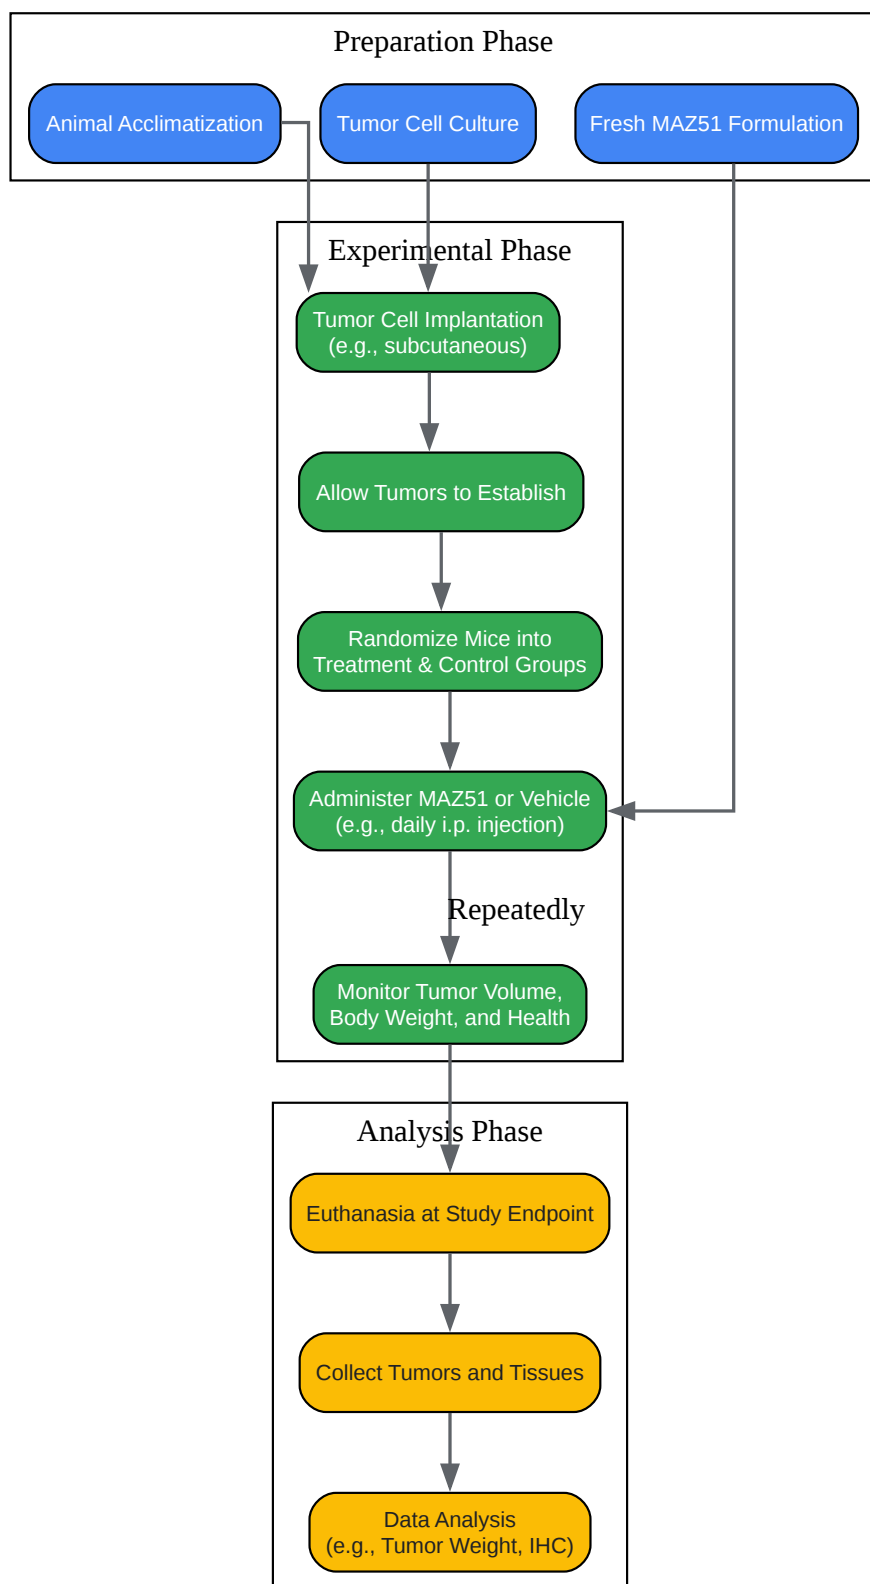 Preparation Phase
Animal Acclimatization
Tumor Cell Culture
Fresh MAZ51 Formulation
Experimental Phase
Tumor Cell Implantation
(e.g., subcutaneous)
Allow Tumors to Establish
Randomize Mice into
Treatment & Control Groups
Administer MAZ51 or Vehicle
(e.g., daily i.p. injection)
Repeatedly
Monitor Tumor Volume,
Body Weight, and Health
Analysis Phase
Euthanasia at Study Endpoint
Collect Tumors and Tissues
Data Analysis
(e.g., Tumor Weight, IHC)